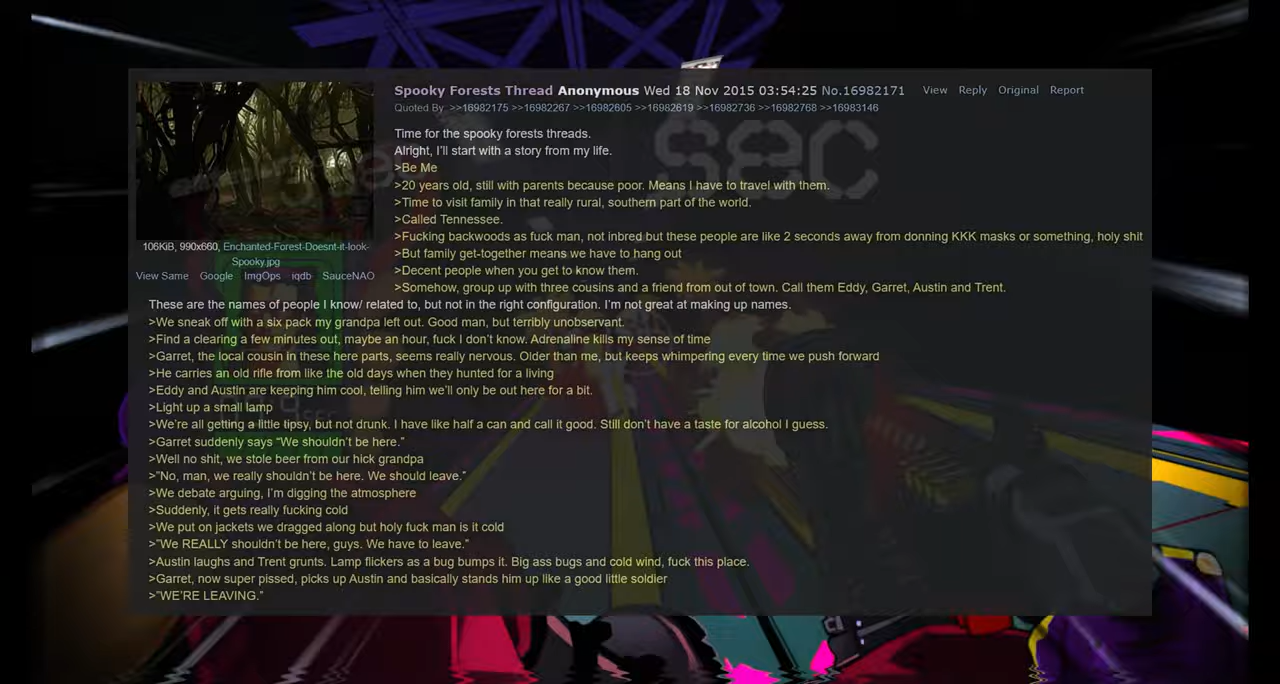 Spooky Forests Thread Anonymous Wed 18 Nov 2015 03:54:25 No.16982171 View Reply Original Report
Quoted By: >>16982175 >>16982267 >>16982605 >>16982619 >>16982736 >>16982768 >>16983146
Time for the spooky forests threads.
Alright, I'll start with a story from my life.
>Be Me
>20 years old, still with parents because poor. Means I have to travel with them.
>Time to visit family in that really rural, southern part of the world.
>Called Tennessee.
>Fucking backwoods as fuck man, not inbred but these people are like 2 seconds away from donning KKK masks or something, holy shit
>But family get-together means we have to hang out
>Decent people when you get to know them.
>Somehow, group up with three cousins and a friend from out of town. Call them Eddy, Garret, Austin and Trent.
106KiB, 990x660, Enchanted-Forest-Doesnt-it-look-
Spooky.jpg
View Same Google ImgOps iqdb SauceNAO
These are the names of people I know/ related to, but not in the right configuration. I'm not great at making up names.
>We sneak off with a six pack my grandpa left out. Good man, but terribly unobservant.
>Find a clearing a few minutes out, maybe an hour, fuck I don't know. Adrenaline kills my sense of time
>Garret, the local cousin in these here parts, seems really nervous. Older than me, but keeps whimpering every time we push forward
>He carries an old rifle from like the old days when they hunted for a living
>Eddy and Austin are keeping him cool, telling him we'll only be out here for a bit.
>Light up a small lamp
>We're all getting a little tipsy, but not drunk. I have like half a can and call it good. Still don't have a taste for alcohol I guess.
>Garret suddenly says “We shouldn't be here.”
>Well no shit, we stole beer from our hick grandpa
>”No, man, we really shouldn't be here. We should leave.”
>We debate arguing, I'm digging the atmosphere
>Suddenly, it gets really fucking cold
>We put on jackets we dragged along but holy fuck man is it cold
>”We REALLY shouldn't be here, guys. We have to leave.”
>Austin laughs and Trent grunts. Lamp flickers as a bug bumps it. Big ass bugs and cold wind, fuck this place.
>Garret, now super pissed, picks up Austin and basically stands him up like a good little soldier
>”WE'RE LEAVING.”
sec